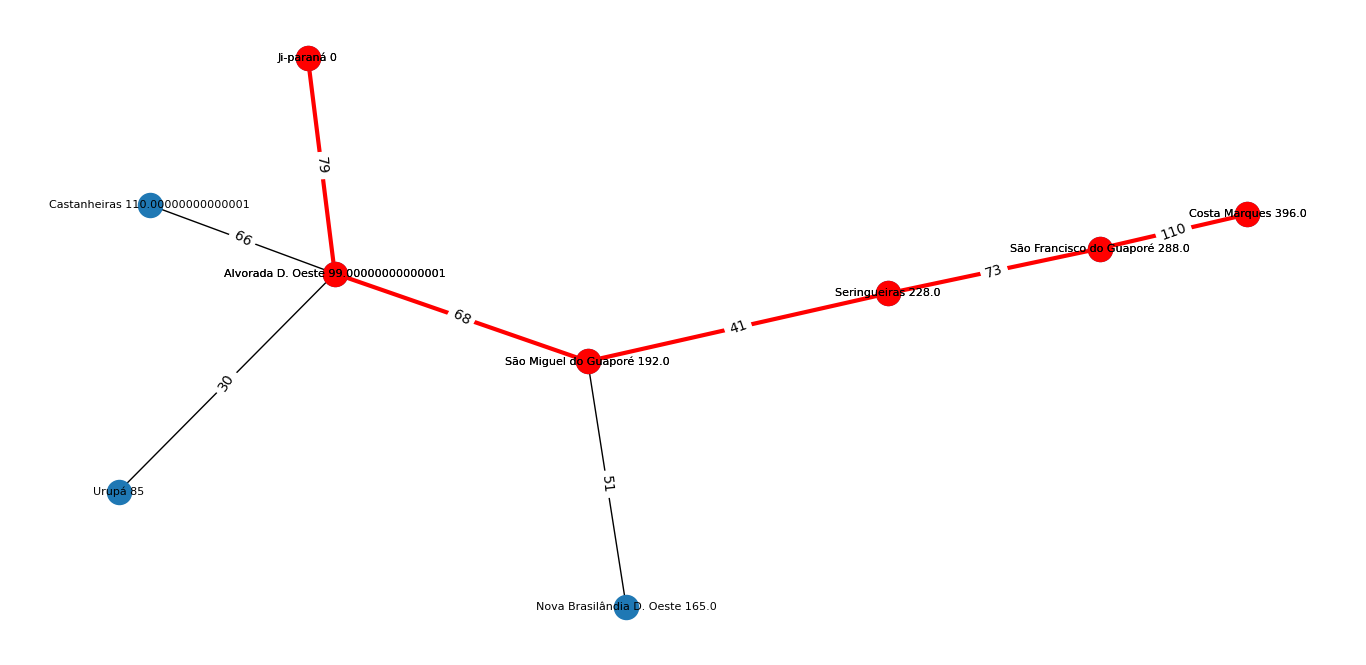 Ji-paraná 0
79
Castanheiras 110.00000000000001
Costa Marques 396.0
110
66
São Francisco do Guaporé 288.0
Alvorada D. Oeste 99.00000000000001
73
Seringueiras 228.0
68
41
São Miguel do Guaporé 192.0
30
51
Urupá 85
Nova Brasilândia D. Oeste 165.0